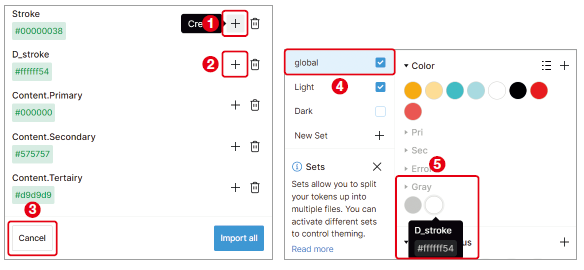 Stroke
#00000038
Cre
1
D_stroke
#ffffff54
2
Content.Primary
#000000
Content.Secondary
#575757
Content.Tertairy
#d9d9d9
3
Cancel
Import all
global
4
Light
Dark
New Set
Sets
Sets allow you to split
your tokens up into
multiple files. You can
activate different sets
to control theming.
Read more
Color
Pri
Sec
Error
5
Gray
D_stroke
#ffffff54
us